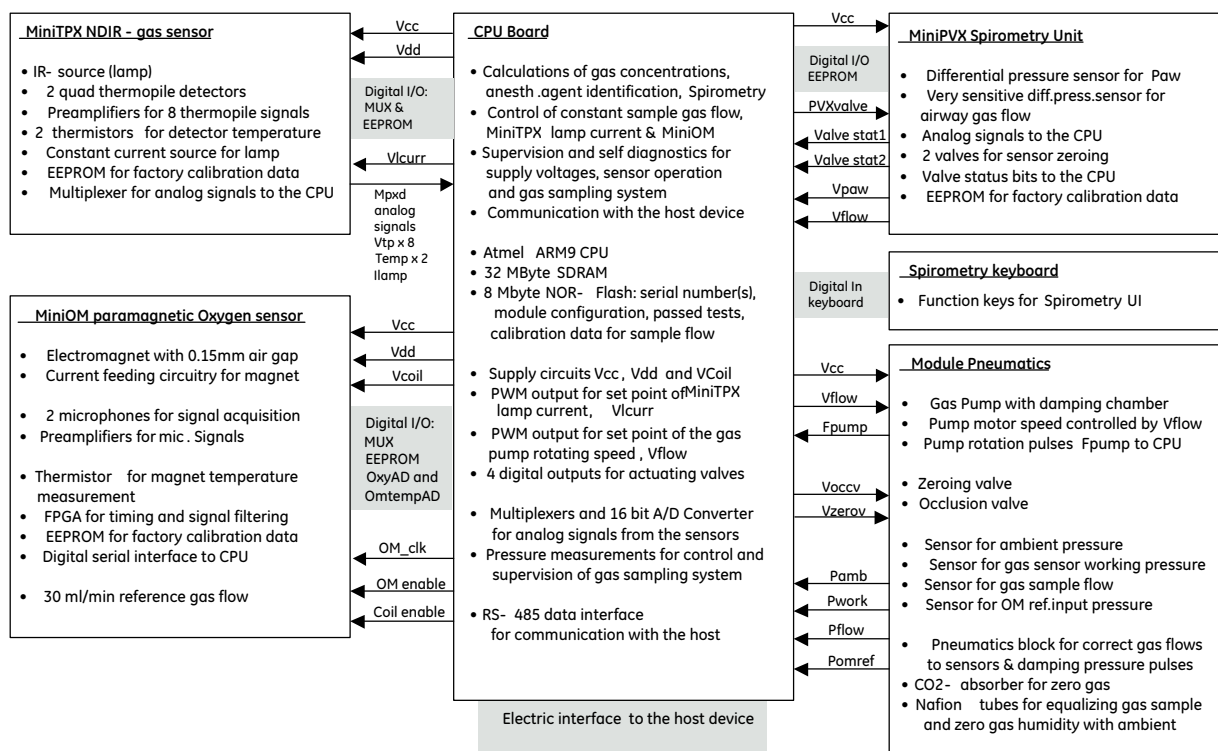 MiniTPX NDIR - gas sensor
• IR- source (lamp)
• 2 quad thermopile detectors
• Preamplifiers for 8 thermopile signals
• 2 thermistors for detector temperature
• Constant current source for lamp
• EEPROM for factory calibration data
• Multiplexer for analog signals to the CPU
Vcc
Vdd
Digital I/O:
MUX &
EEPROM
Vlcurr
Mpxd
analog
signals
Vtp x 8
Temp x 2
Ilamp
MiniOM paramagnetic Oxygen sensor
• Electromagnet with 0.15mm air gap
• Current feeding circuitry for magnet
• 2 microphones for signal acquisition
• Preamplifiers for mic . Signals
• Thermistor for magnet temperature
measurement
• FPGA for timing and signal filtering
• EEPROM for factory calibration data
• Digital serial interface to CPU
• 30 ml/min reference gas flow
Vcc
Vdd
Vcoil
Digital I/O:
MUX
EEPROM
OxyAD and
OmtempAD
OM_clk
OM enable
Coil enable
CPU Board
• Calculations of gas concentrations,
anesth .agent identification, Spirometry
• Control of constant sample gas flow,
MiniTPX lamp current & MiniOM
• Supervision and self diagnostics for
supply voltages, sensor operation
and gas sampling system
• Communication with the host device
• Atmel ARM9 CPU
• 32 MByte SDRAM
• 8 Mbyte NOR- Flash: serial number(s),
module configuration, passed tests,
calibration data for sample flow
• Supply circuits Vcc , Vdd and VCoil
• PWM output for set point of MiniTPX
lamp current, Vlcurr
• PWM output for set point of the gas
pump rotating speed , Vflow
• 4 digital outputs for actuating valves
• Multiplexers and 16 bit A/D Converter
for analog signals from the sensors
• Pressure measurements for control and
supervision of gas sampling system
• RS- 485 data interface
for communication with the host
Electric interface to the host device
Vcc
Digital I/O
EEPROM
PVXvalve
Valve stat1
Valve stat2
Vpaw
Vflow
MiniPVX Spirometry Unit
• Differential pressure sensor for Paw
• Very sensitive diff.press.sensor for
airway gas flow
• Analog signals to the CPU
• 2 valves for sensor zeroing
• Valve status bits to the CPU
• EEPROM for factory calibration data
Digital In
keyboard
Spirometry keyboard
• Function keys for Spirometry UI
Vcc
Vflow
Fpump
Voccv
Vzerov
Pamb
Pwork
Pflow
Pomref
Module Pneumatics
• Gas Pump with damping chamber
• Pump motor speed controlled by Vflow
• Pump rotation pulses Fpump to CPU
• Zeroing valve
• Occlusion valve
• Sensor for ambient pressure
• Sensor for gas sensor working pressure
• Sensor for gas sample flow
• Sensor for OM ref.input pressure
• Pneumatics block for correct gas flows
to sensors & damping pressure pulses
• CO2- absorber for zero gas
• Nafion tubes for equalizing gas sample
and zero gas humidity with ambient